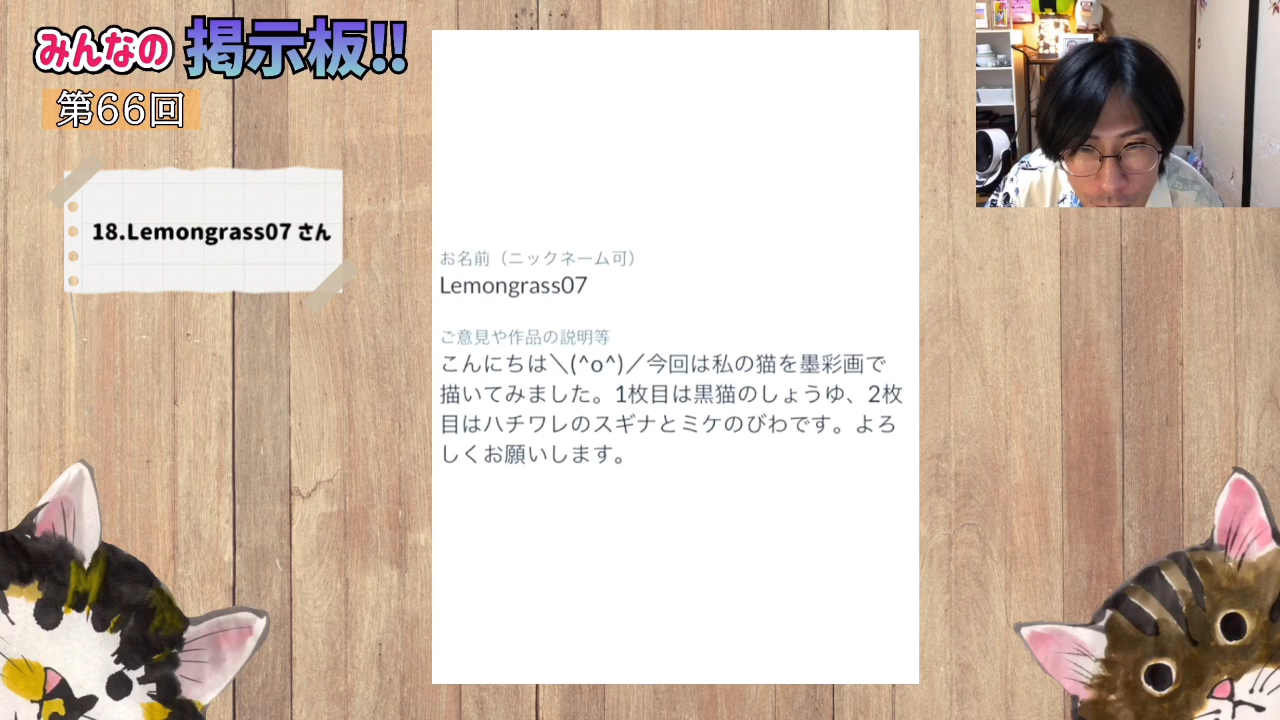 みんなの 掲示板!!
第66回
18.Lemongrass07 さん
お名前（ニックネーム可）
Lemongrass07
ご意見や作品の説明等
こんにちは＼(^o^)／今回は私の猫を墨彩画で
描いてみました。1枚目は黒猫のしょうゆ、2枚
目はハチワレのスギナとミケのびわです。よろ
しくお願いします。